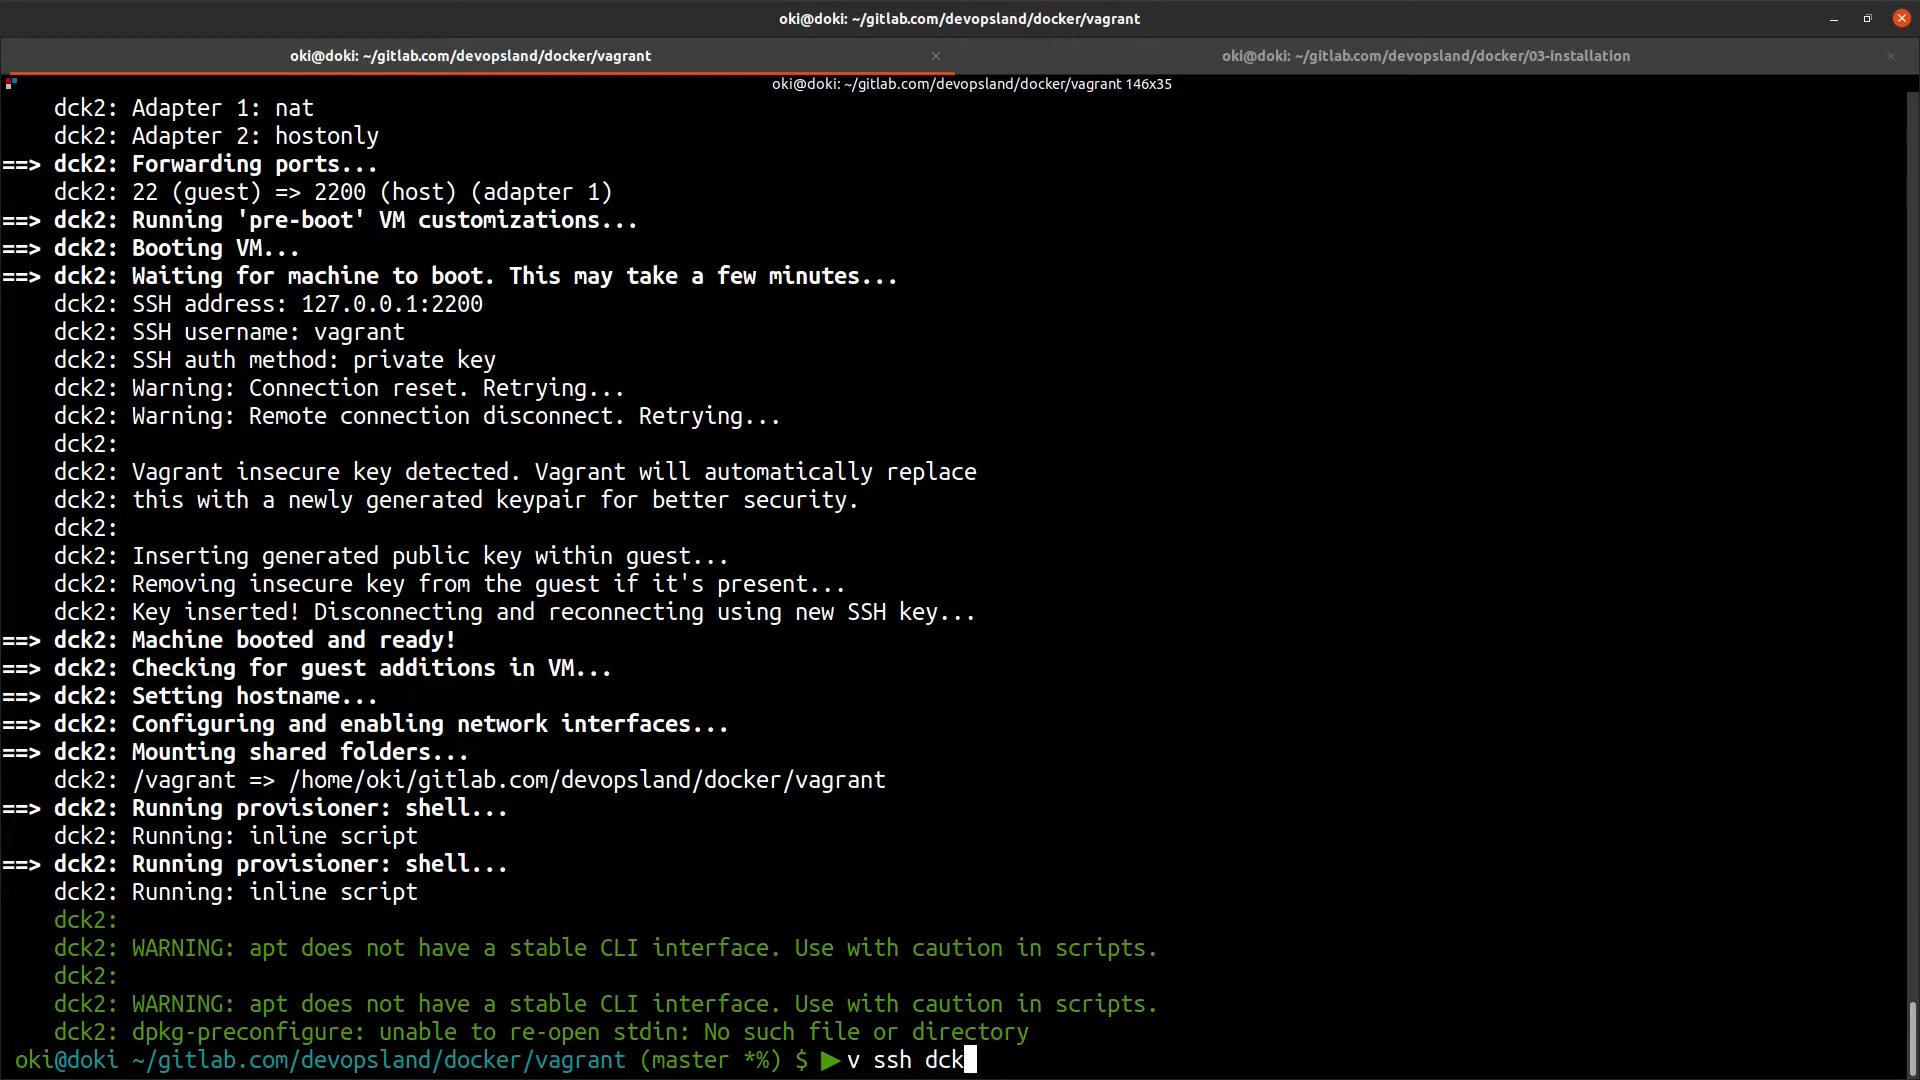 oki@doki: ~/gitlab.com/devopsland/docker/vagrant
oki@doki: ~/gitlab.com/devopsland/docker/vagrant × oki@doki: ~/gitlab.com/devopsland/docker/03-installation ×
oki@doki: ~/gitlab.com/devopsland/docker/vagrant 146x35
dck2: Adapter 1: nat
dck2: Adapter 2: hostonly
==> dck2: Forwarding ports...
dck2: 22 (guest) => 2200 (host) (adapter 1)
==> dck2: Running 'pre-boot' VM customizations...
==> dck2: Booting VM...
==> dck2: Waiting for machine to boot. This may take a few minutes...
dck2: SSH address: 127.0.0.1:2200
dck2: SSH username: vagrant
dck2: SSH auth method: private key
dck2: Warning: Connection reset. Retrying...
dck2: Warning: Remote connection disconnect. Retrying...
dck2:
dck2: Vagrant insecure key detected. Vagrant will automatically replace
dck2: this with a newly generated keypair for better security.
dck2:
dck2: Inserting generated public key within guest...
dck2: Removing insecure key from the guest if it's present...
dck2: Key inserted! Disconnecting and reconnecting using new SSH key...
==> dck2: Machine booted and ready!
==> dck2: Checking for guest additions in VM...
==> dck2: Setting hostname...
==> dck2: Configuring and enabling network interfaces...
==> dck2: Mounting shared folders...
dck2: /vagrant => /home/oki/gitlab.com/devopsland/docker/vagrant
==> dck2: Running provisioner: shell...
dck2: Running: inline script
==> dck2: Running provisioner: shell...
dck2: Running: inline script
dck2:
dck2: WARNING: apt does not have a stable CLI interface. Use with caution in scripts.
dck2:
dck2: WARNING: apt does not have a stable CLI interface. Use with caution in scripts.
dck2: dpkg-preconfigure: unable to re-open stdin: No such file or directory
oki@doki ~/gitlab.com/devopsland/docker/vagrant (master *%) $ ▶v ssh dck